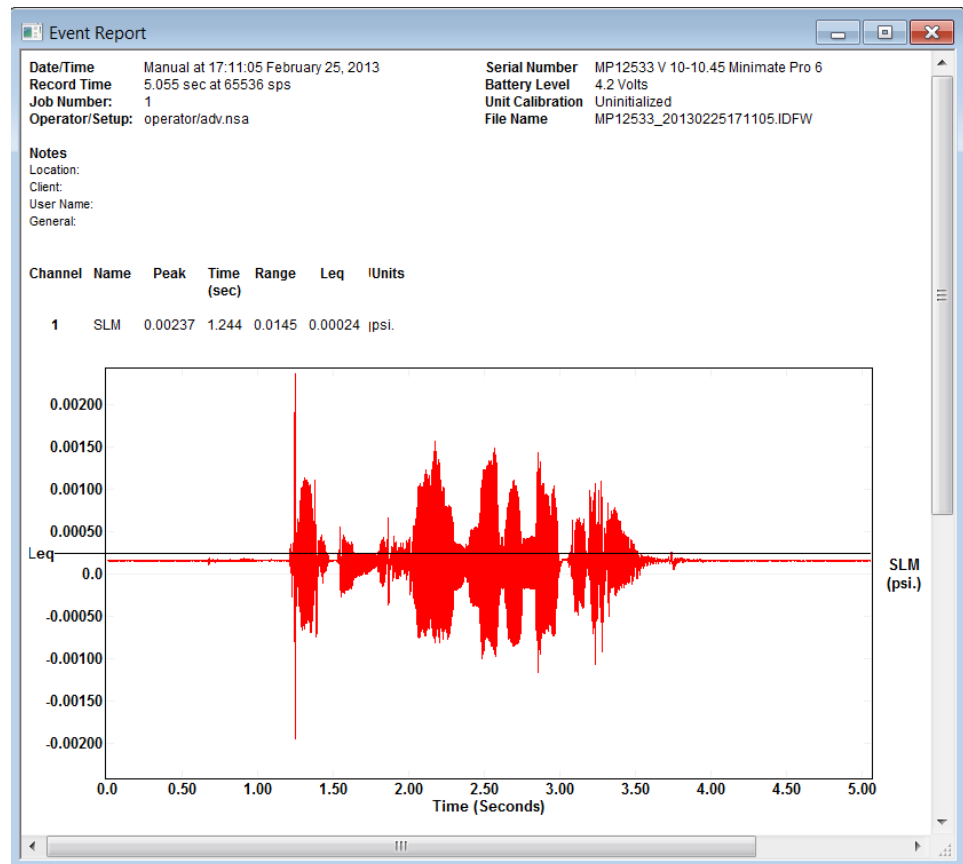 Event Report
Date/Time Manual at 17:11:05 February 25, 2013
Record Time 5.055 sec at 65536 sps
Job Number: 1
Operator/Setup: operator/adv.nsa
Serial Number MP12533 V 10-10.45 Minimate Pro 6
Battery Level 4.2 Volts
Unit Calibration Uninitialized
File Name MP12533_20130225171105.IDFW
Notes
Location:
Client:
User Name:
General:
Channel Name Peak Time Range Leq Units
(sec)
1 SLM 0.00237 1.244 0.0145 0.00024 psi.
0.00200
0.00150
0.00100
0.00050
Leq
0.0
-0.00050
-0.00100
-0.00150
-0.00200
SLM
(psi.)
0.0 0.50 1.00 1.50 2.00 2.50 3.00 3.50 4.00 4.50 5.00
Time (Seconds)